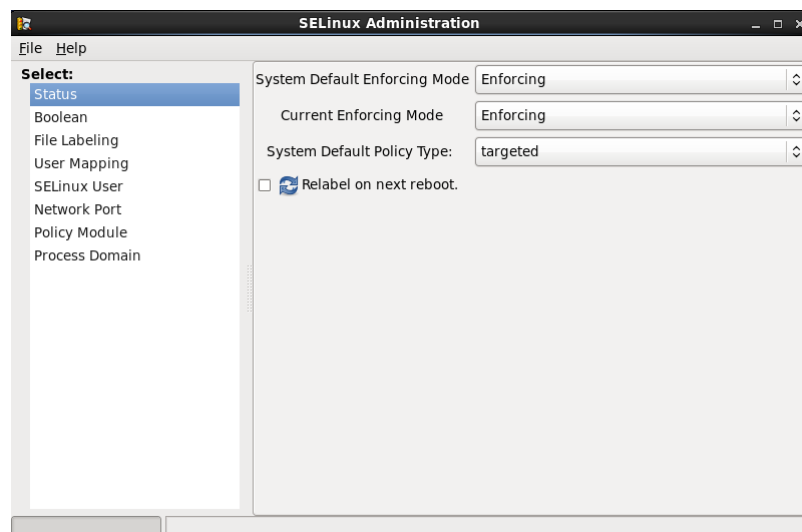 SELinux Administration
File Help
Select:
Status
Boolean
File Labeling
User Mapping
SELinux User
Network Port
Policy Module
Process Domain
System Default Enforcing Mode Enforcing
Current Enforcing Mode Enforcing
System Default Policy Type: targeted
Relabel on next reboot.